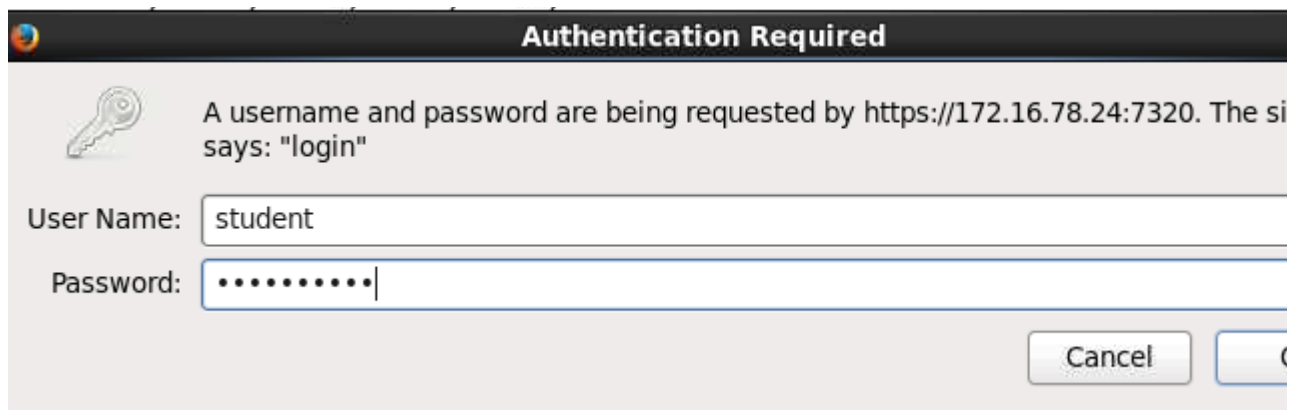 Authentication Required
A username and password are being requested by https://172.16.78.24:7320. The
says: "login"
User Name: student
Password: ••••••••••
Cancel